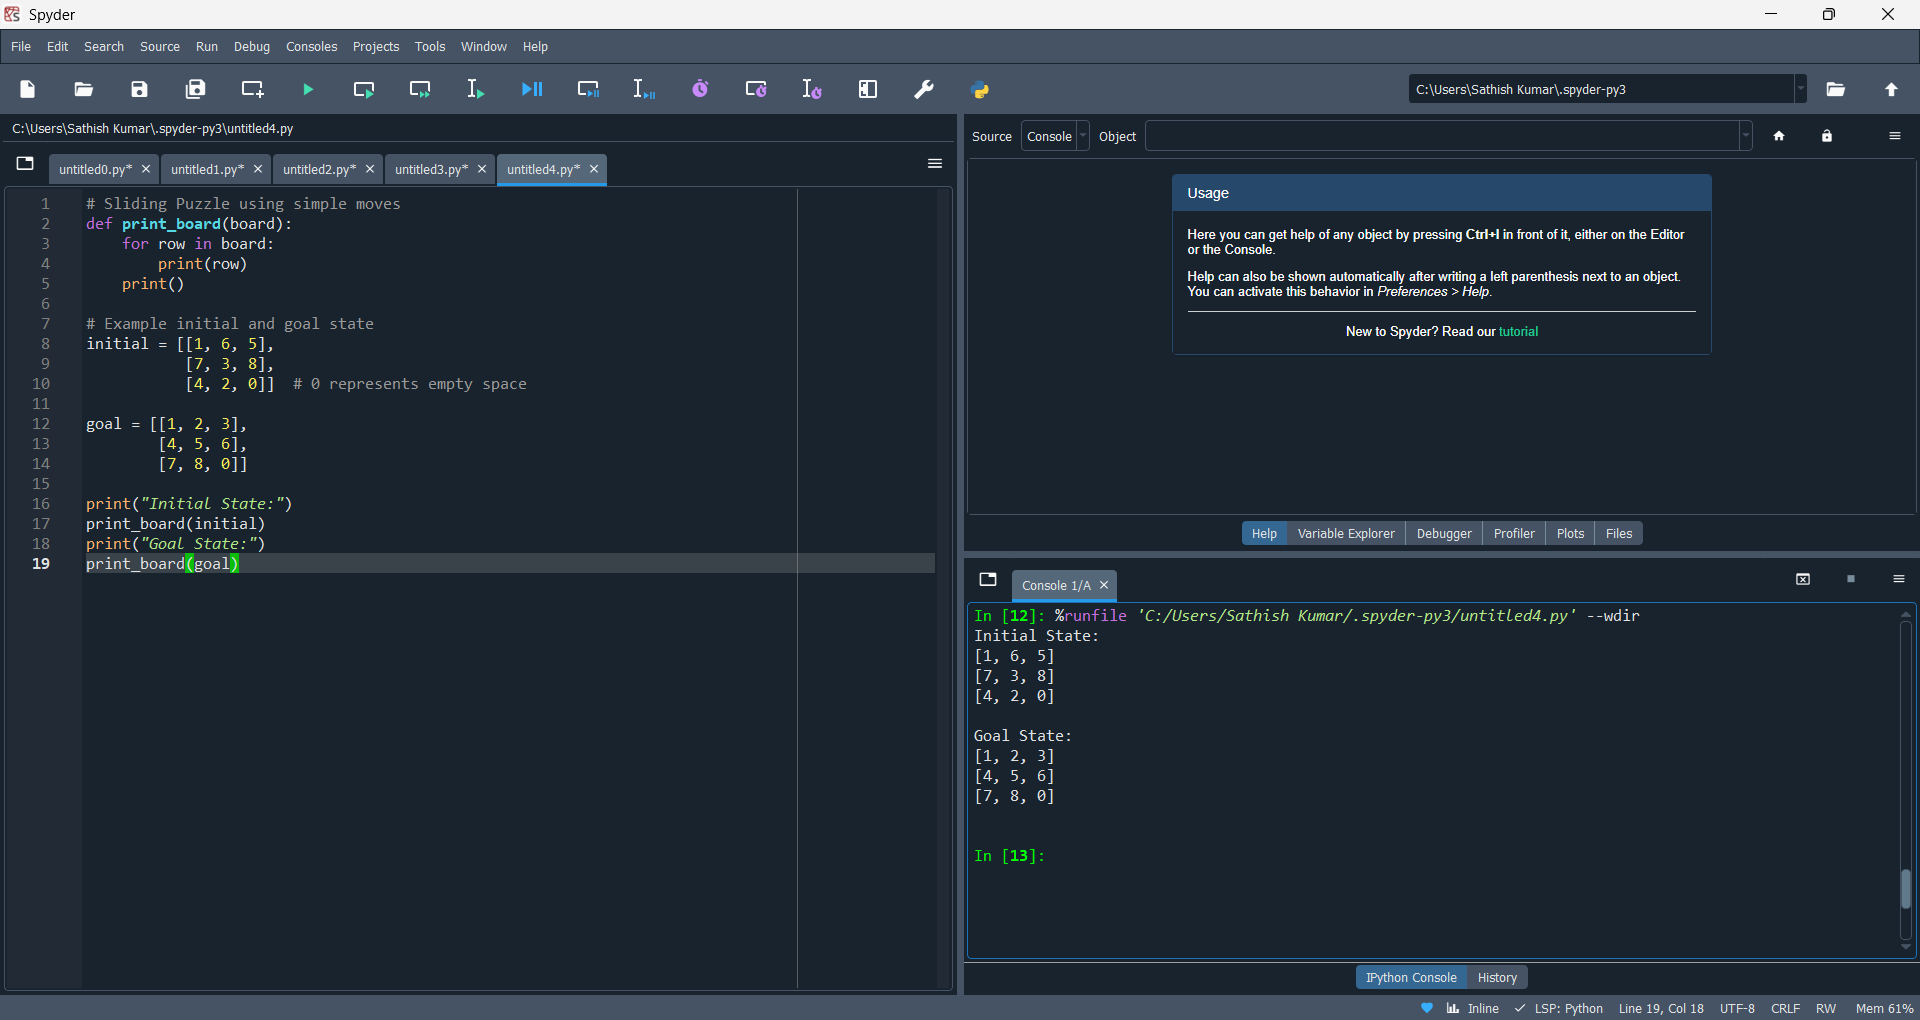 Spyder
File Edit Search Source Run Debug Consoles Projects Tools Window Help
C:\Users\Sathish Kumar\.spyder-py3
C:\Users\Sathish Kumar\.spyder-py3\untitled4.py
untitled0.py* untitled1.py* untitled2.py* untitled3.py* untitled4.py*
1 # Sliding Puzzle using simple moves
2 def print_board(board):
3     for row in board:
4         print(row)
5     print()
6
7 # Example initial and goal state
8 initial = [[1, 6, 5],
9            [7, 3, 8],
10            [4, 2, 0]]  # 0 represents empty space
11
12 goal = [[1, 2, 3],
13         [4, 5, 6],
14         [7, 8, 0]]
15
16 print("Initial State:")
17 print_board(initial)
18 print("Goal State:")
19 print_board(goal)
Source Console Object
Usage
Here you can get help of any object by pressing Ctrl+I in front of it, either on the Editor
or the Console.
Help can also be shown automatically after writing a left parenthesis next to an object.
You can activate this behavior in Preferences > Help.
New to Spyder? Read our tutorial
Help Variable Explorer Debugger Profiler Plots Files
Console 1/A
In [12]: %runfile 'C:/Users/Sathish Kumar/.spyder-py3/untitled4.py' --wdir
Initial State:
[1, 6, 5]
[7, 3, 8]
[4, 2, 0]
Goal State:
[1, 2, 3]
[4, 5, 6]
[7, 8, 0]
In [13]:
IPython Console History
Inline LSP: Python Line 19, Col 18 UTF-8 CRLF RW Mem 61%